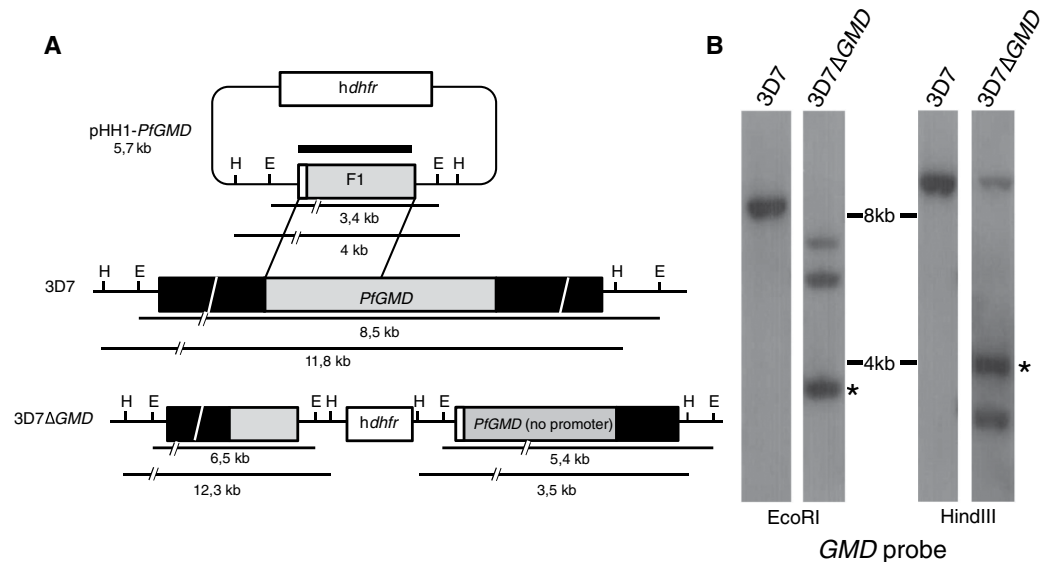 A
hdhfr
pHH1-PfGMD
5,7 kb
H E E H
F1
3,4 kb
4 kb
3D7
H E H E
PfGMD
8,5 kb
11,8 kb
3D7ΔGMD
H E E H H E H E
hdhfr
PfGMD (no promoter)
6,5 kb 5,4 kb
12,3 kb 3,5 kb
B
3D7 3D7ΔGMD 3D7 3D7ΔGMD
8kb
4kb
* *
EcoRI HindIII
GMD probe